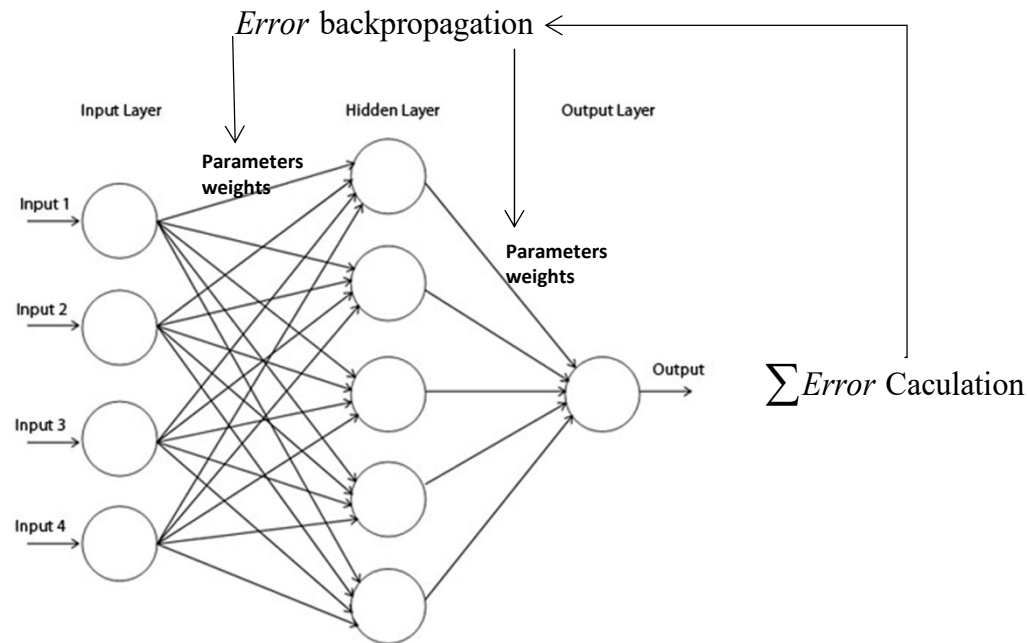 Error backpropagation
Input Layer
Hidden Layer
Output Layer
Parameters
weights
Input 1
Parameters
weights
Input 2
Output
∑Error Caculation
Input 3
Input 4